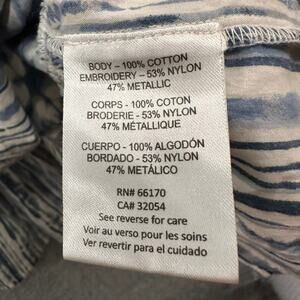 BODY – 100% COTTON
EMBROIDERY – 53% NYLON
47% METALLIC
CORPS - 100% COTON
BRODERIE – 53% NYLON
47% MÉTALLIQUE
CUERPO – 100% ALGODÓN
BORDADO – 53% NYLON
47% METÁLICO
RN# 66170
CA# 32054
See reverse for care
Voir au verso pour les soins
Ver revertir para el cuidado